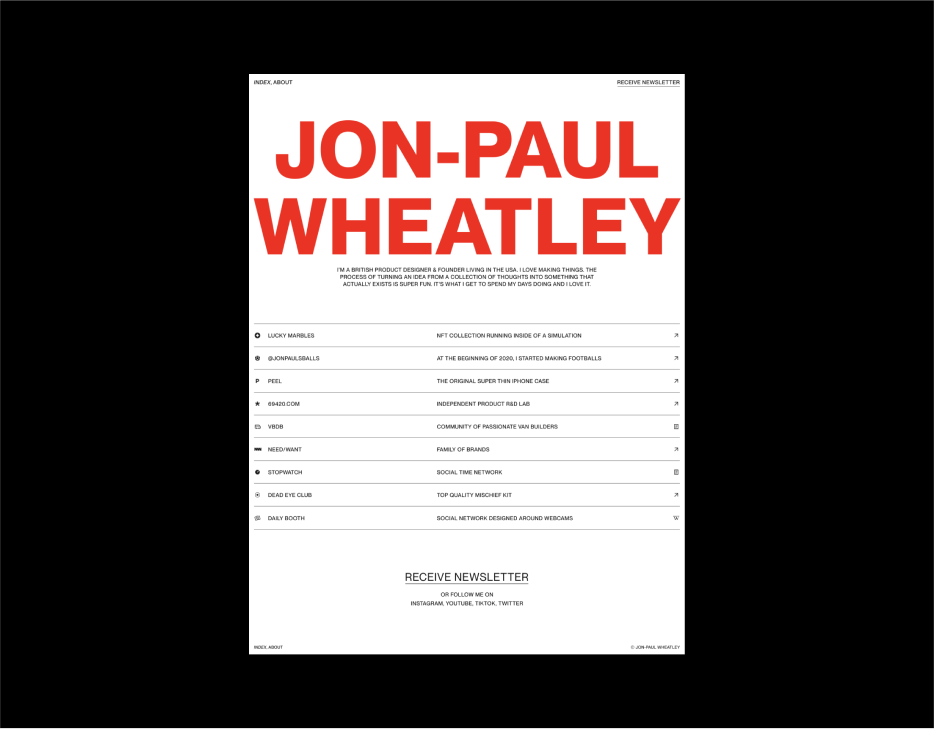 INDEX, ABOUT
RECEIVE NEWSLETTER
JON-PAUL
WHEATLEY
I'M A BRITISH PRODUCT DESIGNER & FOUNDER LIVING IN THE USA. I LOVE MAKING THINGS. THE
PROCESS OF TURNING AN IDEA FROM A COLLECTION OF THOUGHTS INTO SOMETHING THAT
ACTUALLY EXISTS IS SUPER FUN. IT'S WHAT I GET TO SPEND MY DAYS DOING AND I LOVE IT.
LUCKY MARBLES NFT COLLECTION RUNNING INSIDE OF A SIMULATION
@JONPAULSBALLS AT THE BEGINNING OF 2020, I STARTED MAKING FOOTBALLS
P PEEL THE ORIGINAL SUPER THIN IPHONE CASE
69420.COM INDEPENDENT PRODUCT R&D LAB
VBDB COMMUNITY OF PASSIONATE VAN BUILDERS
NEED/WANT FAMILY OF BRANDS
STOPWATCH SOCIAL TIME NETWORK
DEAD EYE CLUB TOP QUALITY MISCHIEF KIT
DAILY BOOTH SOCIAL NETWORK DESIGNED AROUND WEBCAMS W
RECEIVE NEWSLETTER
OR FOLLOW ME ON
INSTAGRAM, YOUTUBE, TIKTOK, TWITTER
INDEX, ABOUT
© JON-PAUL WHEATLEY